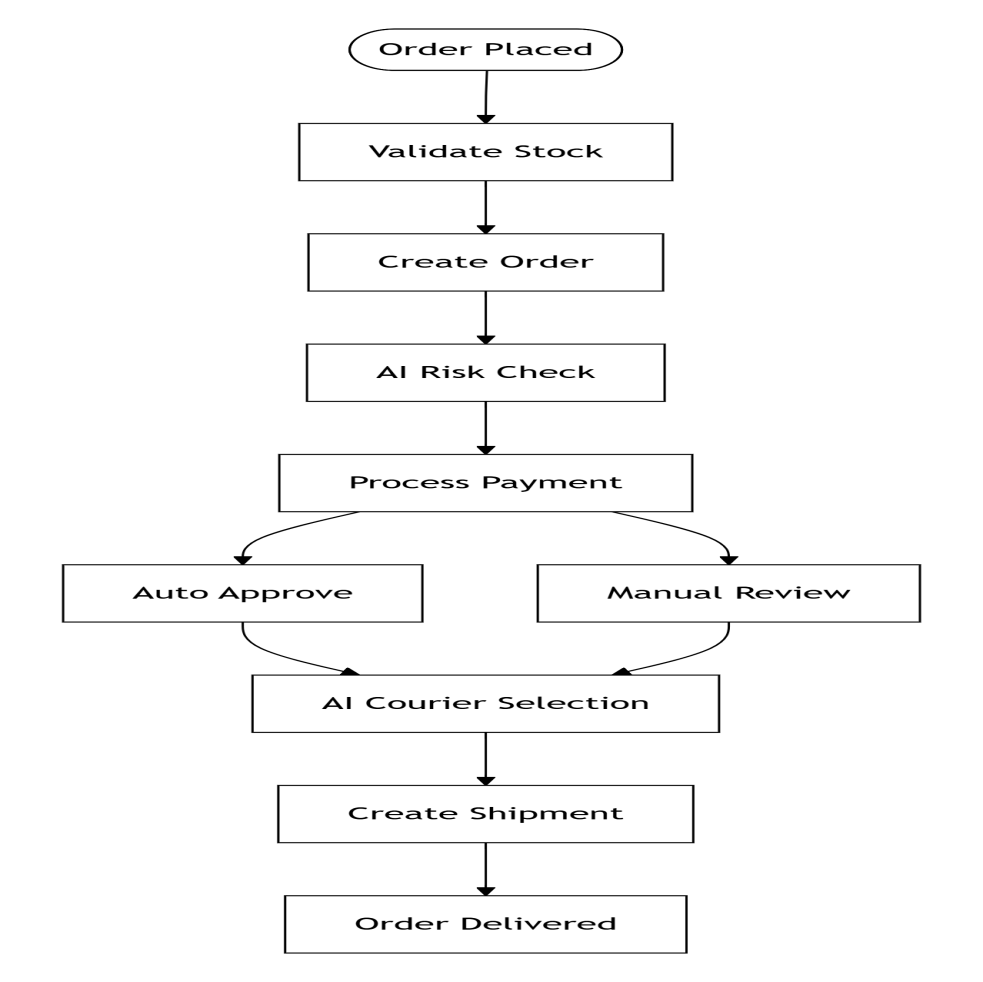 Order Placed
Validate Stock
Create Order
AI Risk Check
Process Payment
Auto Approve
Manual Review
AI Courier Selection
Create Shipment
Order Delivered